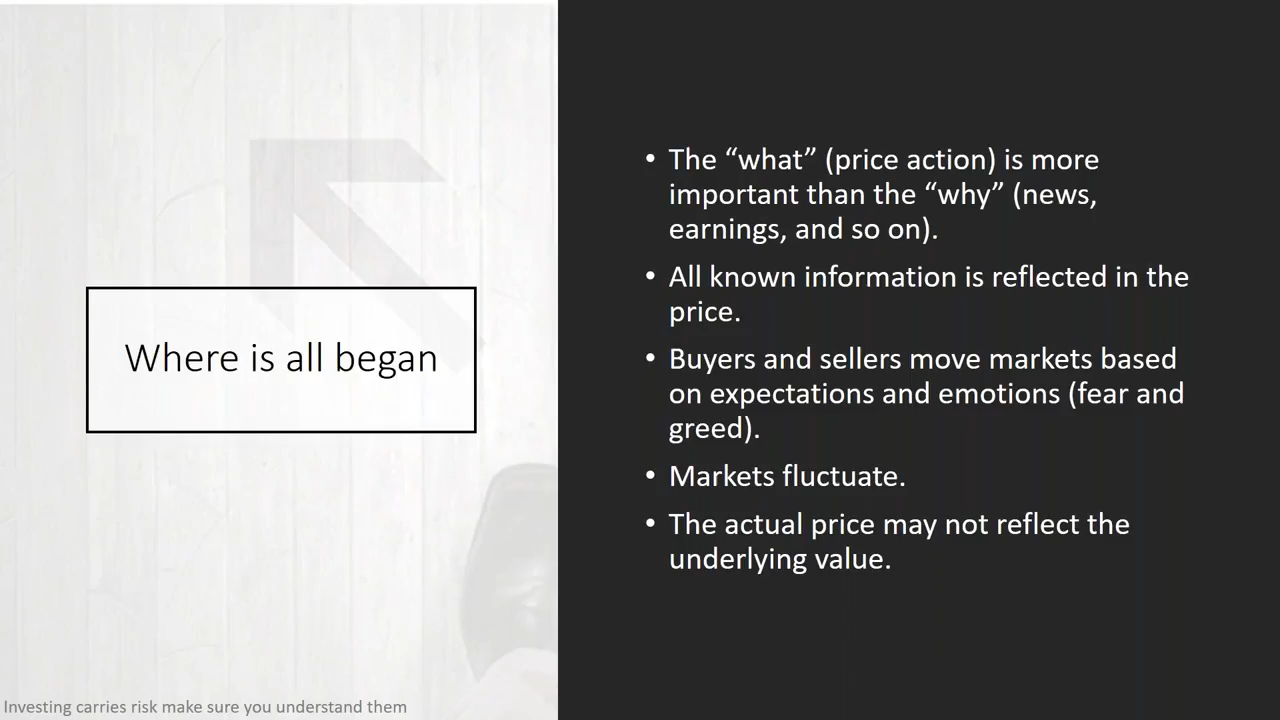 Where is all began
• The “what” (price action) is more
important than the “why” (news,
earnings, and so on).
• All known information is reflected in the
price.
• Buyers and sellers move markets based
on expectations and emotions (fear and
greed).
• Markets fluctuate.
• The actual price may not reflect the
underlying value.
Investing carries risk make sure you understand them